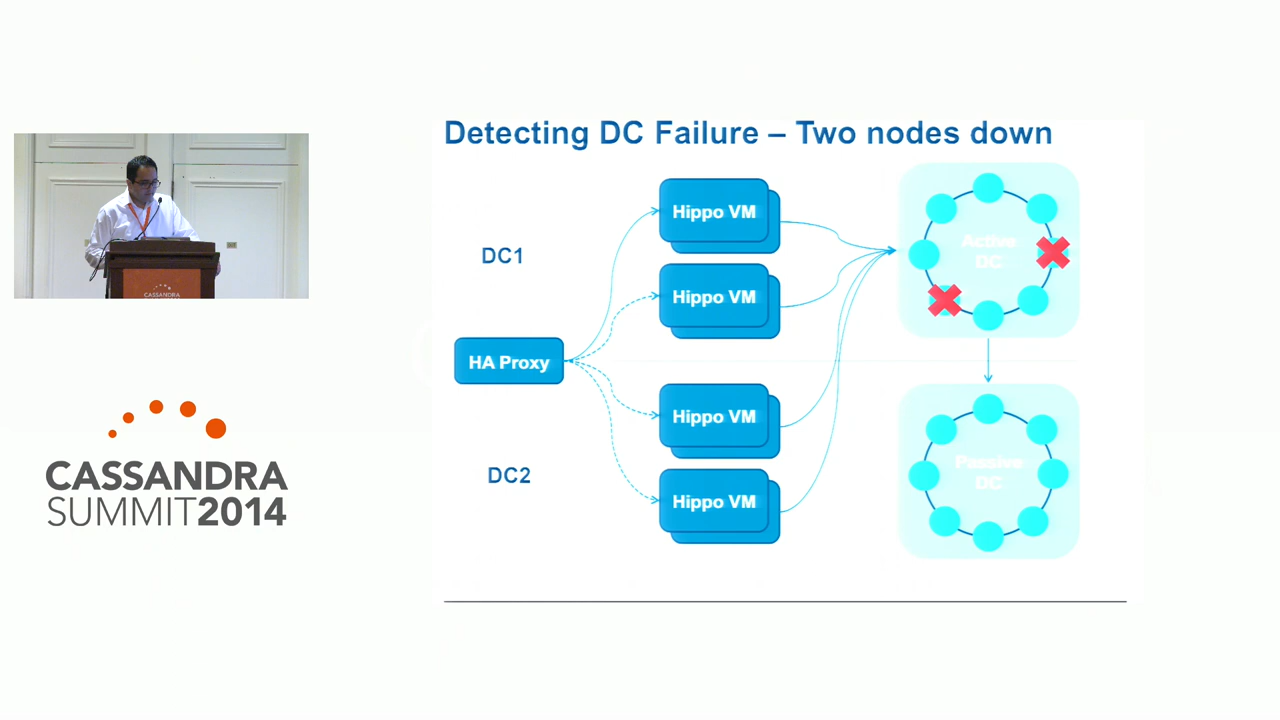 Detecting DC Failure – Two nodes down
DC1
Hippo VM
Hippo VM
HA Proxy
Hippo VM
Hippo VM
DC2
Active
DC
Passive
DC
CASSANDRA
CASSANDRA
SUMMIT2014